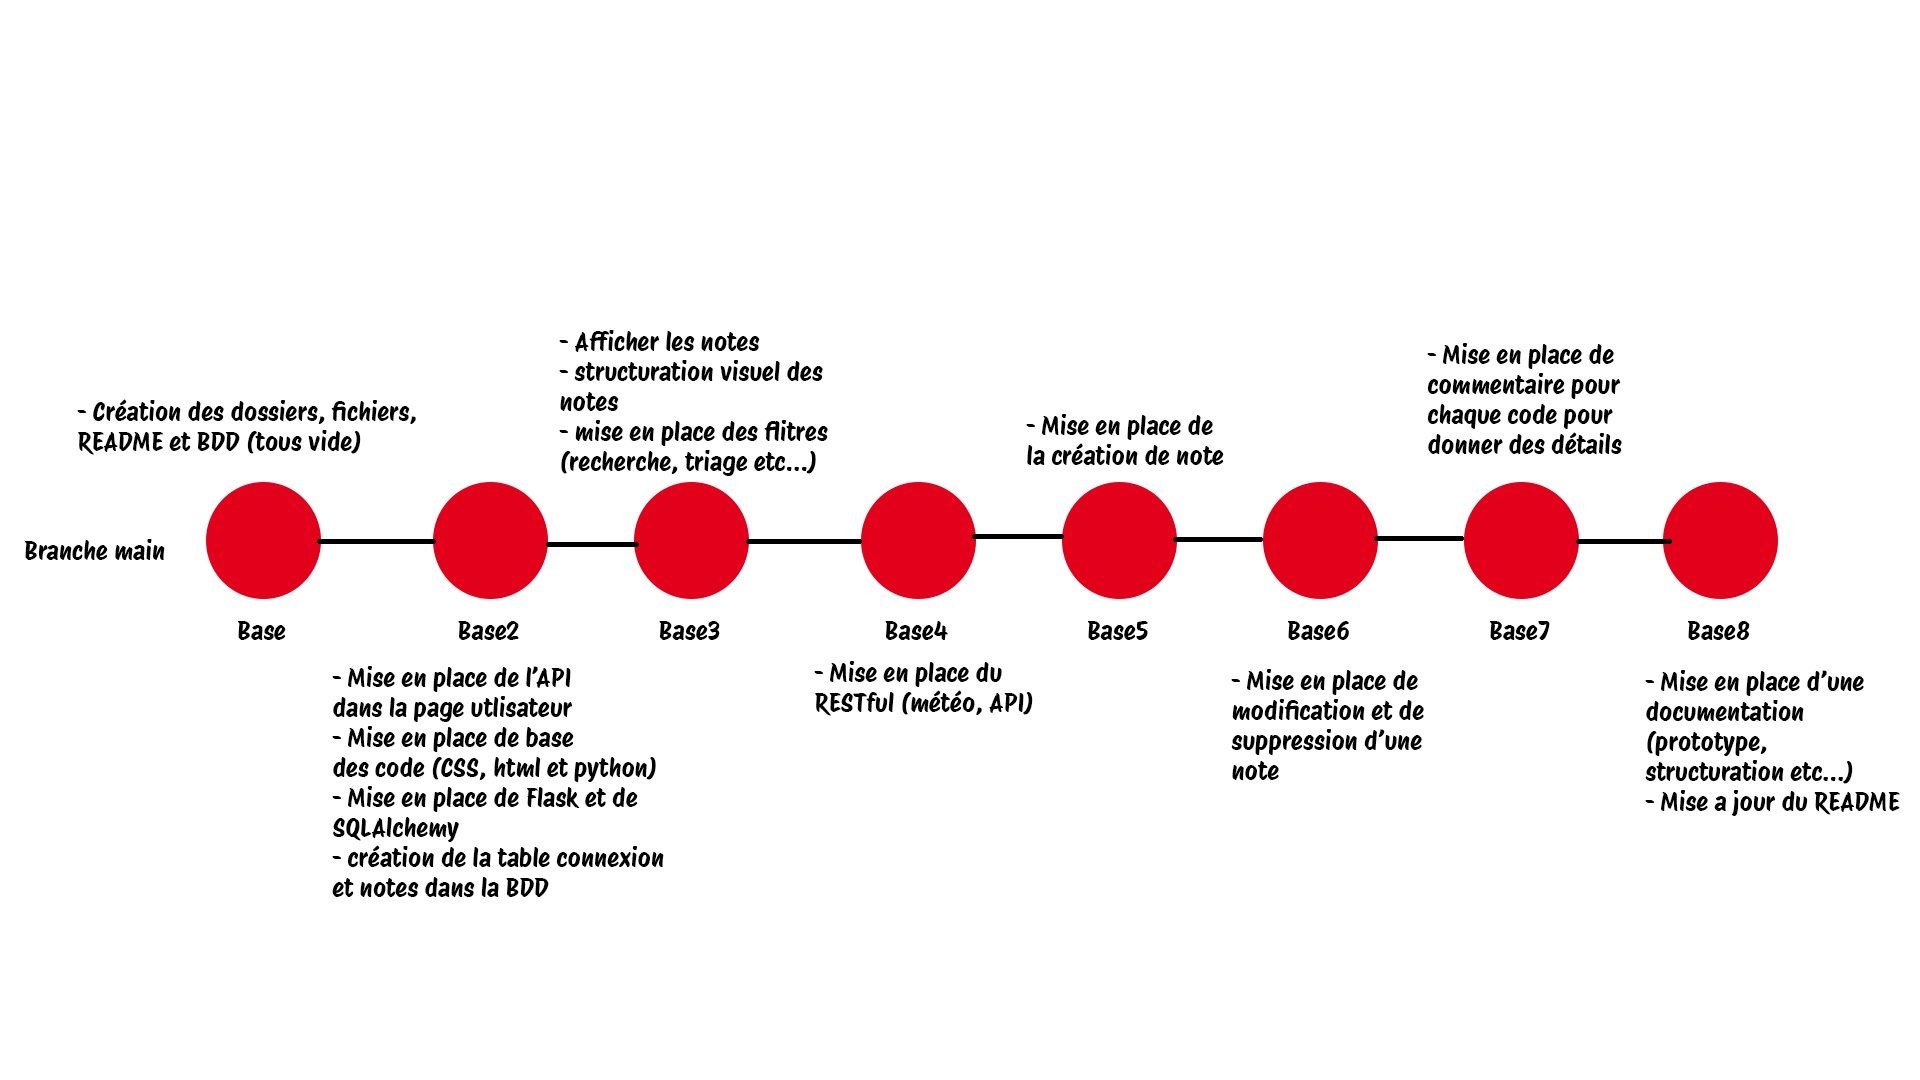 - Création des dossiers, fichiers,
README et BDD (tous vide)
- Afficher les notes
- structuration visuel des
notes
- mise en place des flitres
(recherche, triage etc...)
- Mise en place de
la création de note
- Mise en place de
commentaire pour
chaque code pour
donner des détails
Branche main
Base
Base2
Base3
Base4
Base5
Base6
Base7
Base8
- Mise en place de l'API
dans la page utlisateur
- Mise en place de base
des code (CSS, html et python)
- Mise en place de Flask et de
SQLAlchemy
- création de la table connexion
et notes dans la BDD
- Mise en place du
RESTful (météo, API)
- Mise en place de
modification et de
suppression d'une
note
- Mise en place d'une
documentation
(prototype,
structuration etc...)
- Mise a jour du README